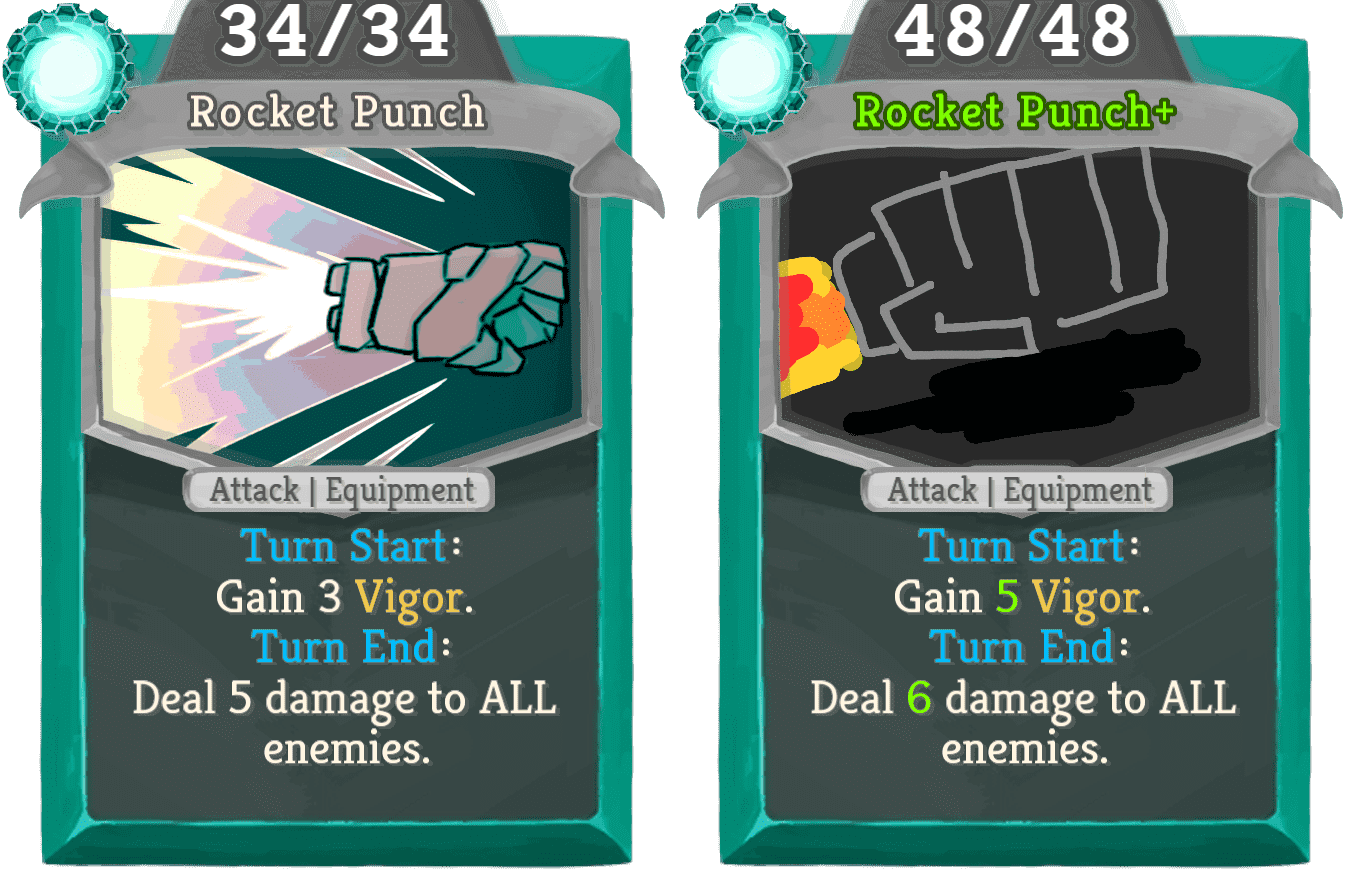 34/34
Rocket Punch
Attack | Equipment
Turn Start:
Gain 3 Vigor.
Turn End:
Deal 5 damage to ALL
enemies.
48/48
Rocket Punch+
Attack | Equipment
Turn Start:
Gain 5 Vigor.
Turn End:
Deal 6 damage to ALL
enemies.